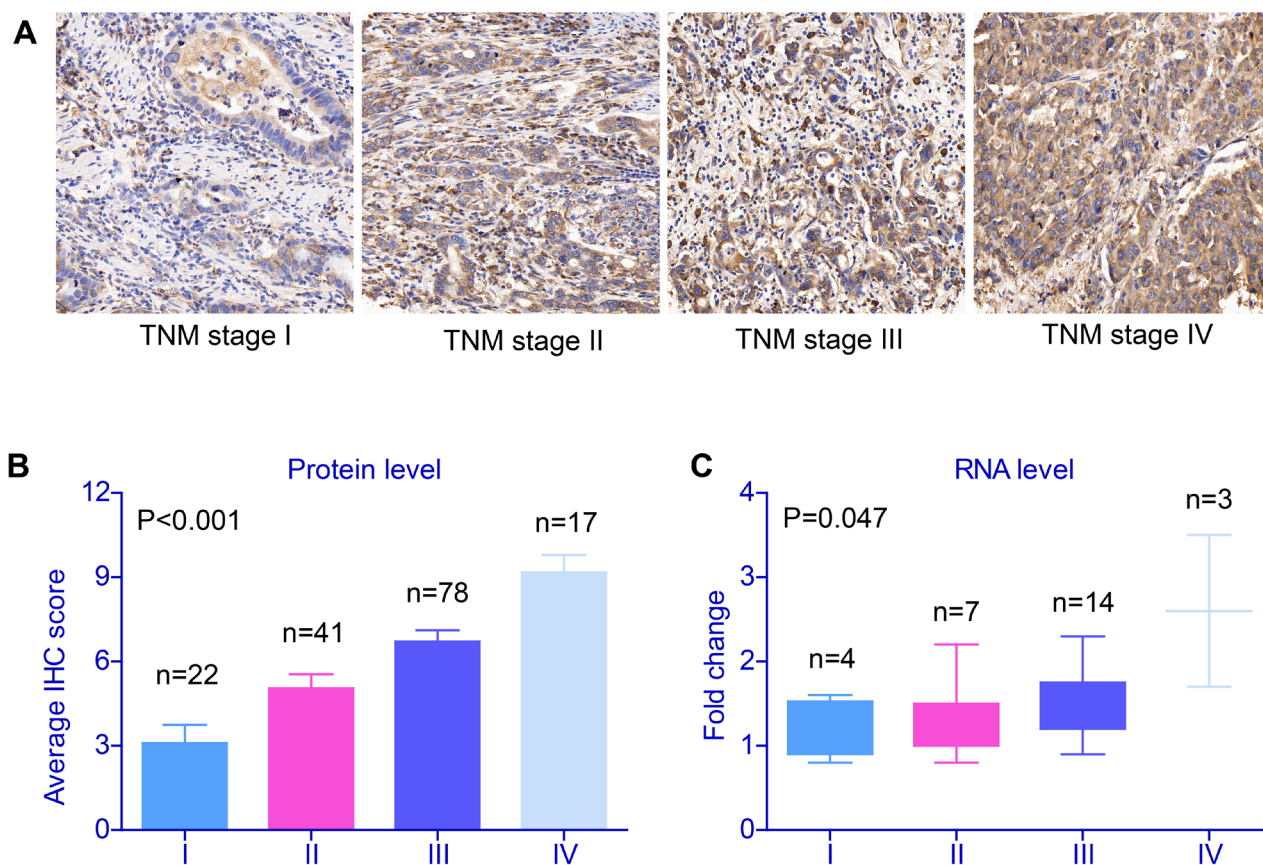 A
TNM stage I
TNM stage II
TNM stage III
TNM stage IV
B
Protein level
12
9
6
3
0
Average IHC score
P<0.001
n=22
n=41
n=78
n=17
I
II
III
IV
C
RNA level
4
3
2
1
0
Fold change
P=0.047
n=4
n=7
n=14
n=3
I
II
III
IV